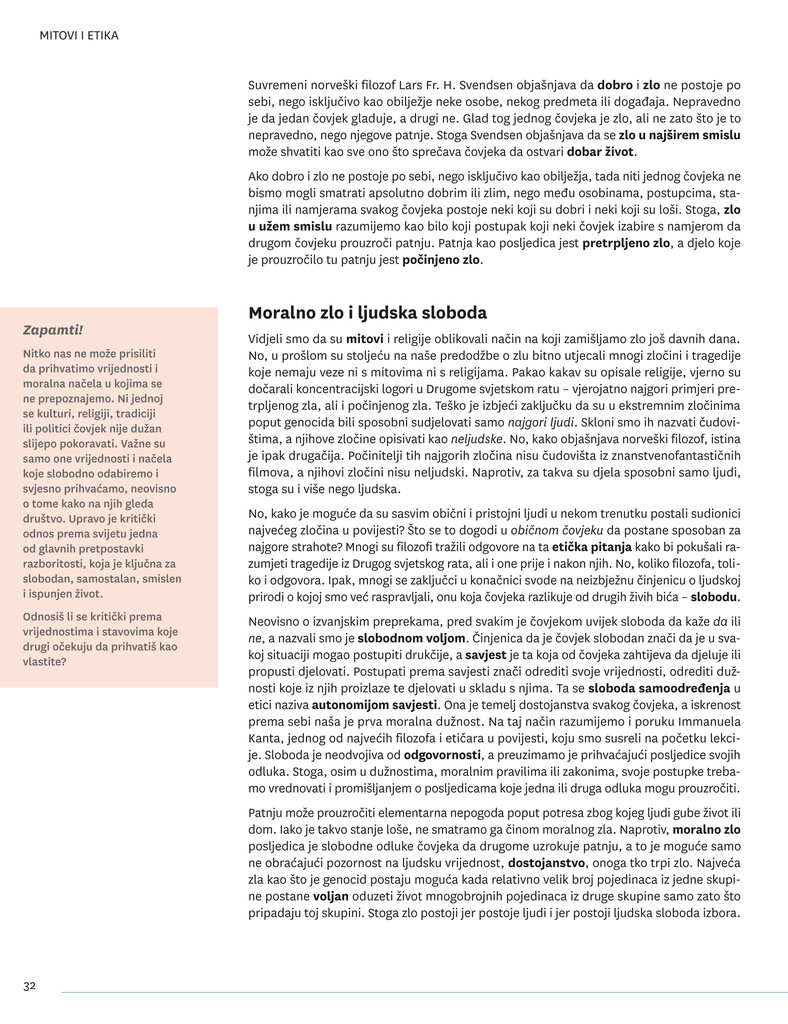 MITOVI I ETIKA
Suvremeni norveški filozof Lars Fr. H. Svendsen objašnjava da dobro i zlo ne postoje po
sebi, nego isključivo kao obilježje neke osobe, nekog predmeta ili događaja. Nepravedno
je da jedan čovjek gladuje, a drugi ne. Glad tog jednog čovjeka je zlo, ali ne zato što je to
nepravedno, nego njegove patnje. Stoga Svendsen objašnjava da se zlo u najširem smislu
može shvatiti kao sve ono što sprečava čovjeka da ostvari dobar život.
Ako dobro i zlo ne postoje po sebi, nego isključivo kao obilježja, tada niti jednog čovjeka ne
bismo mogli smatrati apsolutno dobrim ili zlim, nego među osobinama, postupcima, sta-
njima ili namjerama svakog čovjeka postoje neki koji su dobri i neki koji su loši. Stoga, zlo
u užem smislu razumijemo kao bilo koji postupak koji neki čovjek izabire s namjerom da
drugom čovjeku prouzroči patnju. Patnja kao posljedica jest pretrpljeno zlo, a djelo koje
je prouzročilo tu patnju jest počinjeno zlo.
Zapamti!
Nitko nas ne može prisiliti
da prihvatimo vrijednosti i
moralna načela u kojima se
ne prepoznajemo. Ni jednoj
se kulturi, religiji, tradiciji
ili politici čovjek nije dužan
slijepo pokoravati. Važne su
samo one vrijednosti i načela
koje slobodno odabiremo i
svjesno prihvaćamo, neovisno
o tome kako na njih gleda
društvo. Upravo je kritički
odnos prema svijetu jedna
od glavnih pretpostavki
razboritosti, koja je ključna za
slobodan, samostalan, smislen
i ispunjen život.
Odnosiš li se kritički prema
vrijednostima i stavovima koje
drugi očekuju da prihvatiš kao
vlastite?
Moralno zlo i ljudska sloboda
Vidjeli smo da su mitovi i religije oblikovali način na koji zamišljamo zlo još davnih dana.
No, u prošlom su stoljeću na naše predodžbe o zlu bitno utjecali mnogi zločini i tragedije
koje nemaju veze ni s mitovima ni s religijama. Pakao kakav su opisale religije, vjerno su
dočarali koncentracijski logori u Drugome svjetskom ratu – vjerojatno najgori primjeri pre-
trpljenog zla, ali i počinjenog zla. Teško je izbjeći zaključku da su u ekstremnim zločinima
poput genocida bili sposobni sudjelovati samo najgori ljudi. Skloni smo ih nazvati čudovi-
štima, a njihove zločine opisivati kao neljudske. No, kako objašnjava norveški filozof, istina
je ipak drugačija. Počinitelji tih najgorih zločina nisu čudovišta iz znanstvenofantastičnih
filmova, a njihovi zločini nisu neljudski. Naprotiv, za takva su djela sposobni samo ljudi,
stoga su i više nego ljudska.
No, kako je moguće da su sasvim obični i pristojni ljudi u nekom trenutku postali sudionici
najvećeg zločina u povijesti? Što se to dogodi u običnom čovjeku da postane sposoban za
najgore strahote? Mnogi su filozofi tražili odgovore na ta etička pitanja kako bi pokušali ra-
zumjeti tragedije iz Drugog svjetskog rata, ali i one prije i nakon njih. No, koliko filozofa, toli-
ko i odgovora. Ipak, mnogi se zaključci u konačnici svode na neizbježnu činjenicu o ljudskoj
prirodi o kojoj smo već raspravljali, onu koja čovjeka razlikuje od drugih živih bića – slobodu.
Neovisno o izvanjskim preprekama, pred svakim je čovjekom uvijek sloboda da kaže da ili
ne, a nazvali smo je slobodnom voljom. Činjenica da je čovjek slobodan znači da je u sva-
koj situaciji mogao postupiti drukčije, a savjest je ta koja od čovjeka zahtijeva da djeluje ili
propusti djelovati. Postupati prema savjesti znači odrediti svoje vrijednosti, odrediti duž-
nosti koje iz njih proizlaze te djelovati u skladu s njima. Ta se sloboda samoodređenja u
etici naziva autonomijom savjesti. Ona je temelj dostojanstva svakog čovjeka, a iskrenost
prema sebi naša je prva moralna dužnost. Na taj način razumijemo i poruku Immanuela
Kanta, jednog od najvećih filozofa i etičara u povijesti, koju smo susreli na početku lekci-
je. Sloboda je neodvojiva od odgovornosti, a preuzimamo je prihvaćajući posljedice svojih
odluka. Stoga, osim u dužnostima, moralnim pravilima ili zakonima, svoje postupke treba-
mo vrednovati i promišljanjem o posljedicama koje jedna ili druga odluka mogu prouzročiti.
Patnju može prouzročiti elementarna nepogoda poput potresa zbog kojeg ljudi gube život ili
dom. Iako je takvo stanje loše, ne smatramo ga činom moralnog zla. Naprotiv, moralno zlo
posljedica je slobodne odluke čovjeka da drugome uzrokuje patnju, a to je moguće samo
ne obraćajući pozornost na ljudsku vrijednost, dostojanstvo, onoga tko trpi zlo. Najveća
zla kao što je genocid postaju moguća kada relativno velik broj pojedinaca iz jedne skupi-
ne postane voljan oduzeti život mnogobrojnih pojedinaca iz druge skupine samo zato što
pripadaju toj skupini. Stoga zlo postoji jer postoje ljudi i jer postoji ljudska sloboda izbora.
32